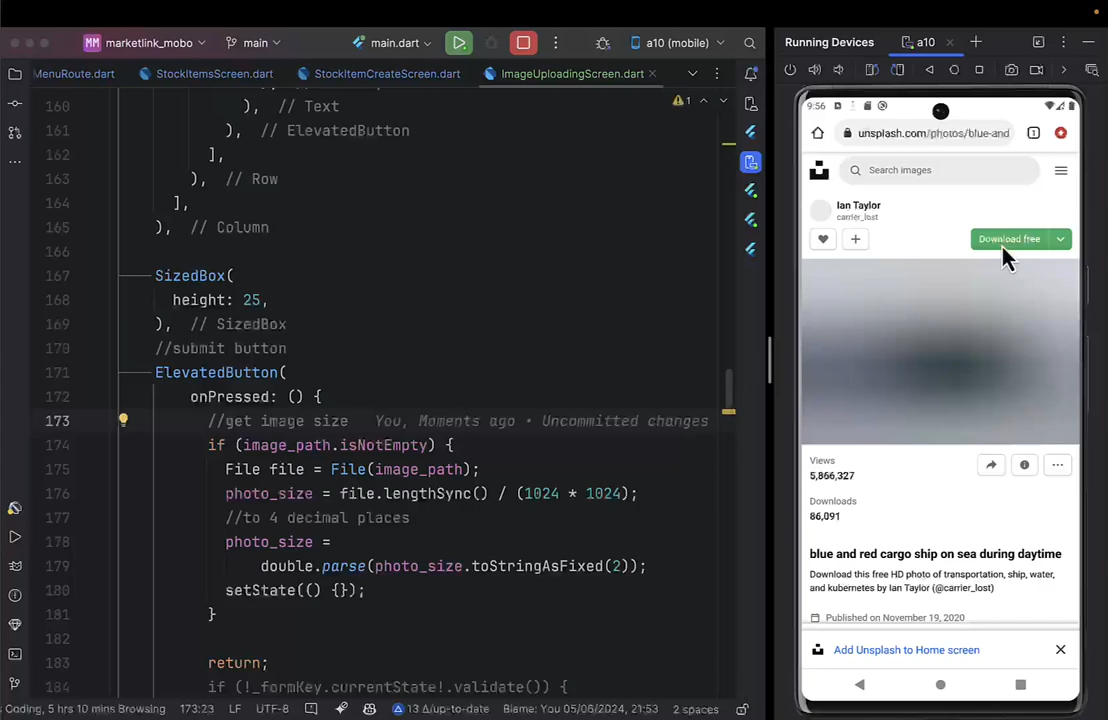 MM marketlink_mobo main main.dart a10 (mobile)
Running Devices a10
MenuRoute.dart StockItemsScreen.dart StockItemCreateScreen.dart ImageUploadingScreen.dart
160 ), // Text
161 ), // ElevatedButton
162 ],
163 ), // Row
164 ],
165 ), // Column
166
167 SizedBox(
168 height: 25,
169 ), // SizedBox
170 //submit button
171 ElevatedButton(
172 onPressed: () {
173 //get image size You, Moments ago • Uncommitted changes
174 if (image_path.isNotEmpty) {
175 File file = File(image_path);
176 photo_size = file.lengthSync() / (1024 * 1024);
177 //to 4 decimal places
178 photo_size =
179 double.parse(photo_size.toStringAsFixed(2));
180 setState(() {});
181 }
182
183 return;
184 if (!_formKey.currentState!.validate()) {
1
Coding, 5 hrs 10 mins Browsing 173:23 LF UTF-8 13 Δ/up-to-date Blame: You 05/06/2024, 21:53 2 spaces
9:56
unsplash.com/photos/blue-and
1
Search images
Ian Taylor
carrier_lost
Download free
Views
5,866,327
Downloads
86,091
blue and red cargo ship on sea during daytime
Download this free HD photo of transportation, ship, water,
and kubernetes by Ian Taylor (@carrier_lost)
Published on November 19, 2020
Add Unsplash to Home screen